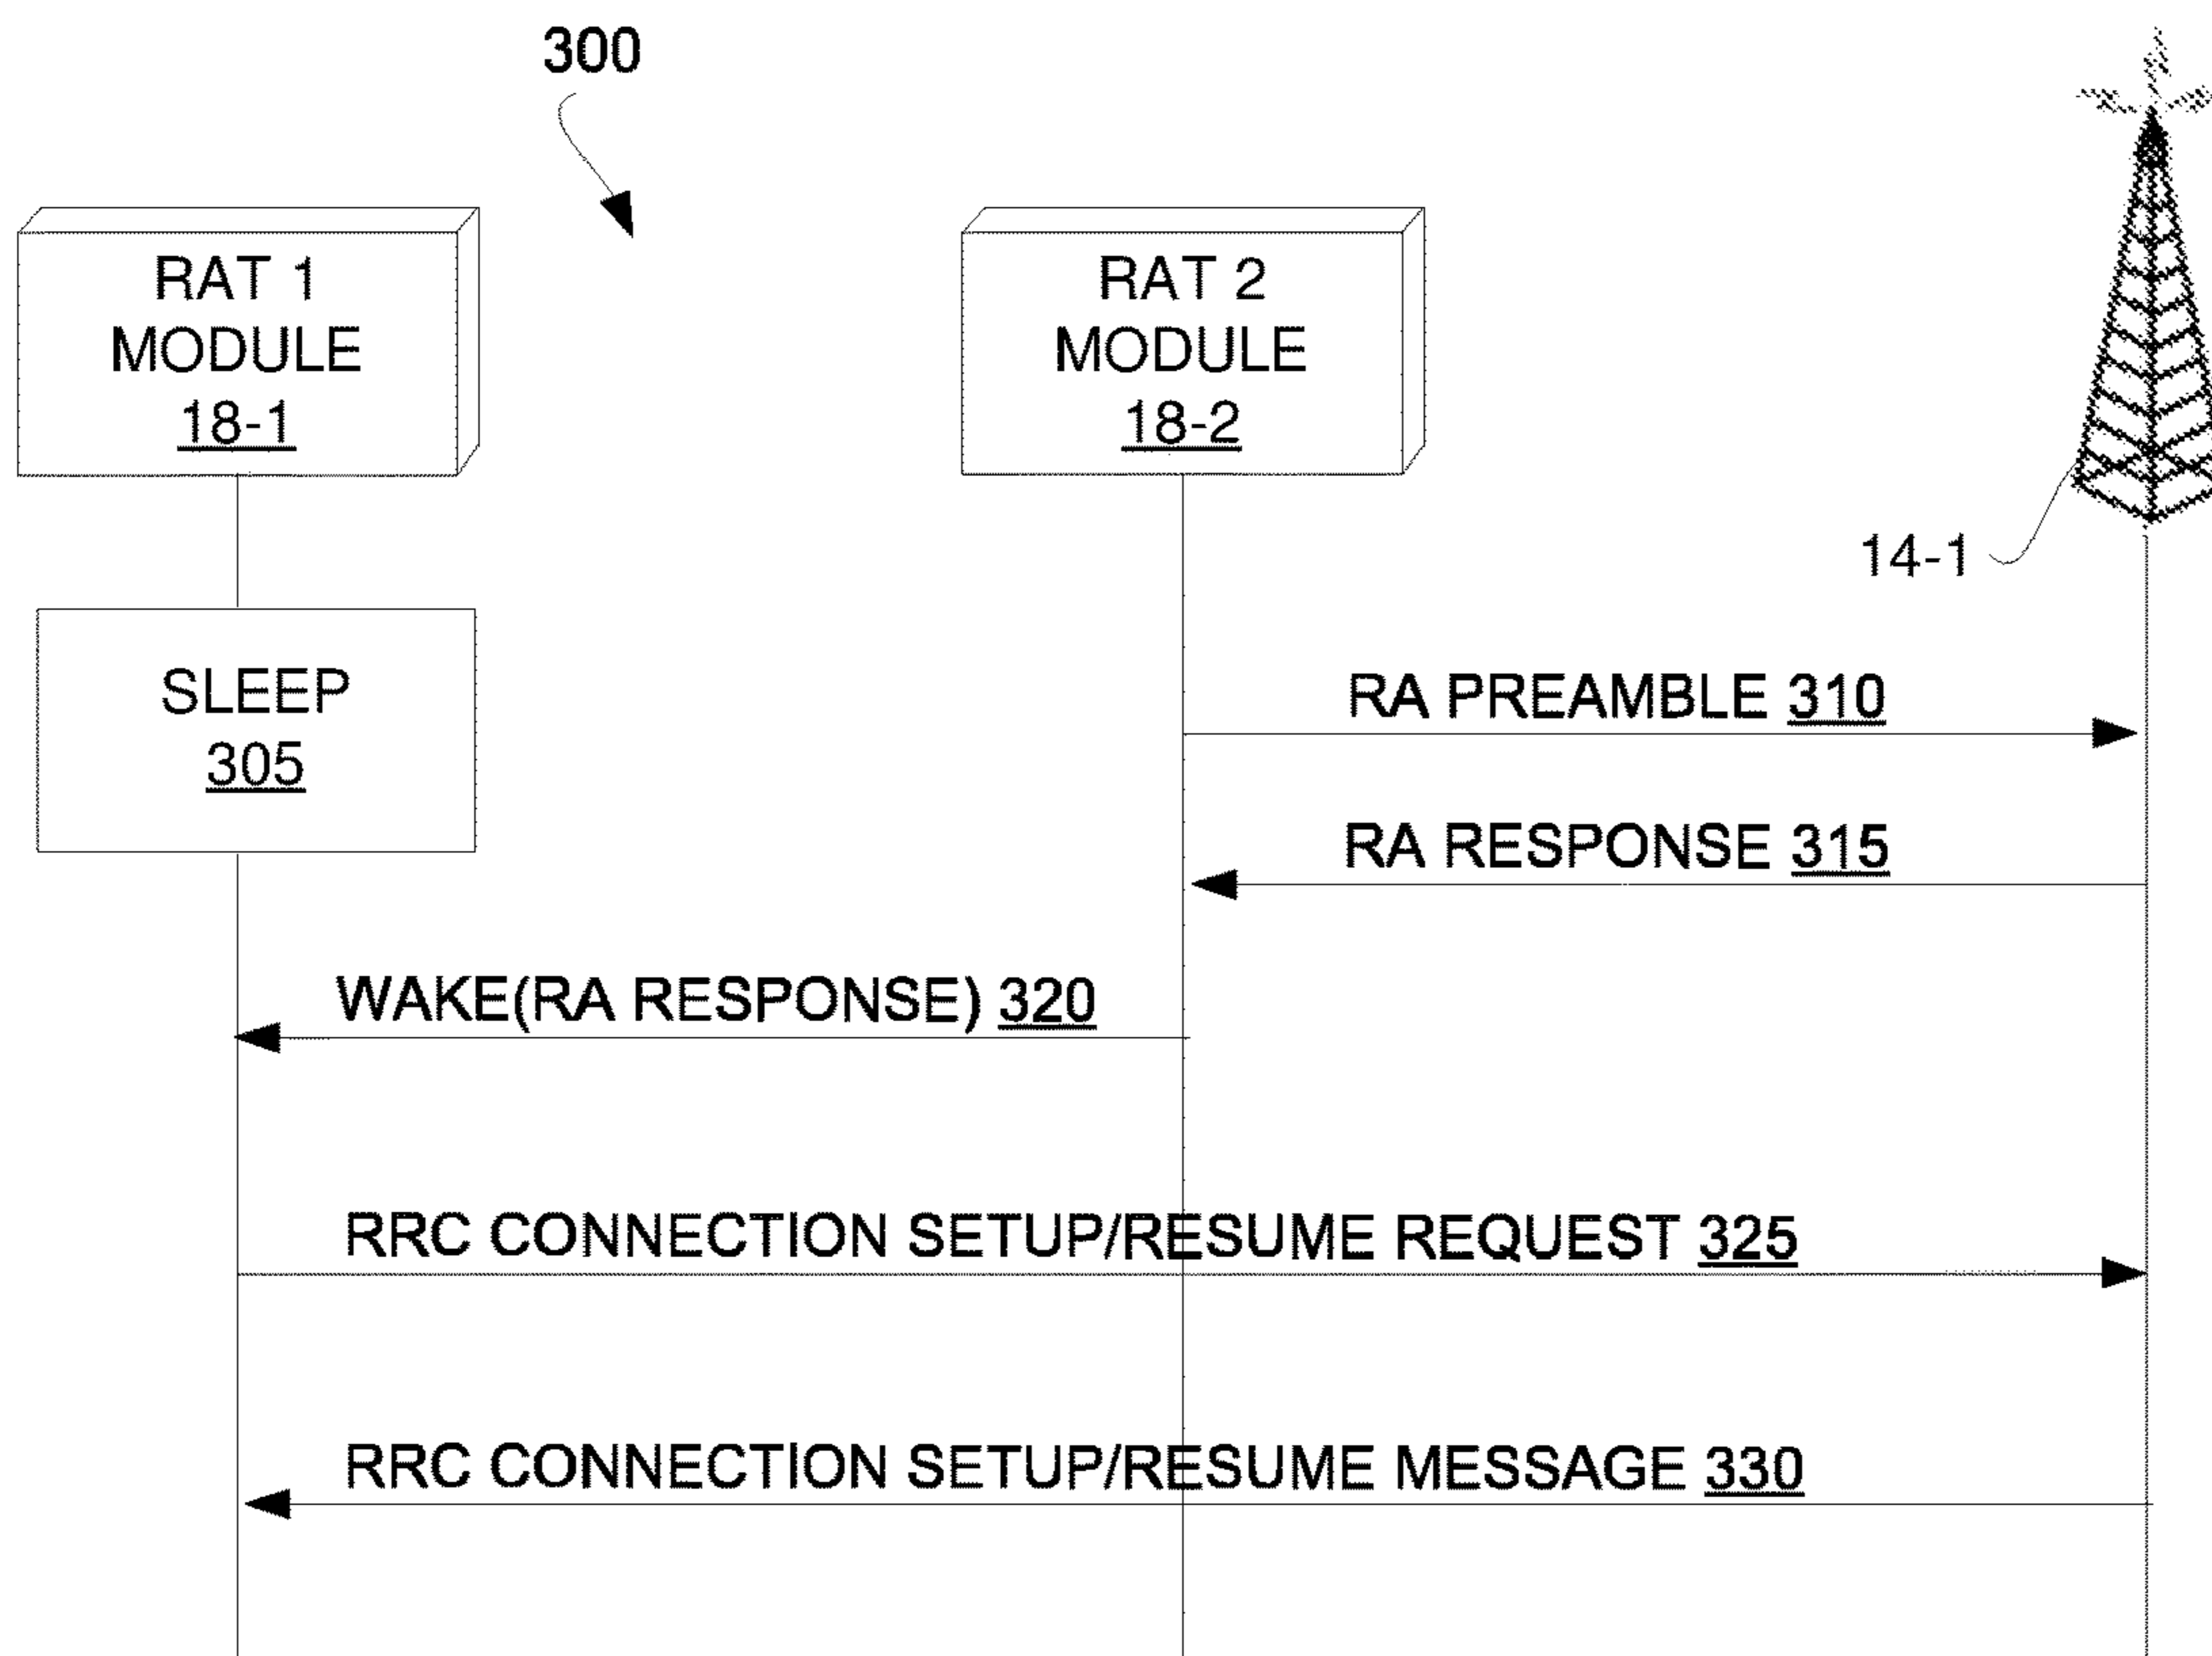 300
RAT 1
MODULE
18-1
RAT 2
MODULE
18-2
14-1
SLEEP
305
RA PREAMBLE 310
RA RESPONSE 315
WAKE(RA RESPONSE) 320
RRC CONNECTION SETUP/RESUME REQUEST 325
RRC CONNECTION SETUP/RESUME MESSAGE 330